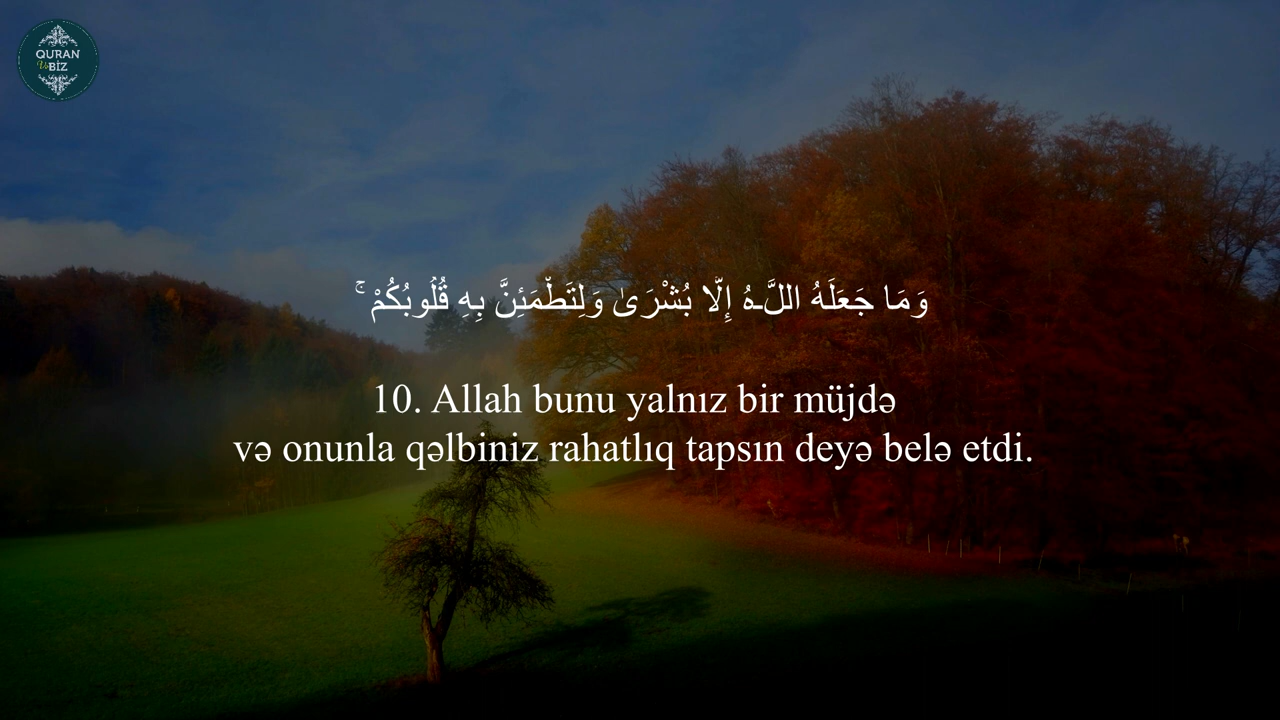 QURAN
Və
BİZ
وَمَا جَعَلَهُ اللَّـهُ إِلَّا بُشْرَىٰ وَلِتَطْمَئِنَّ بِهِ قُلُوبُكُمْ ۚ
10. Allah bunu yalnız bir müjdə
və onunla qəlbiniz rahatlıq tapsın deyə belə etdi.